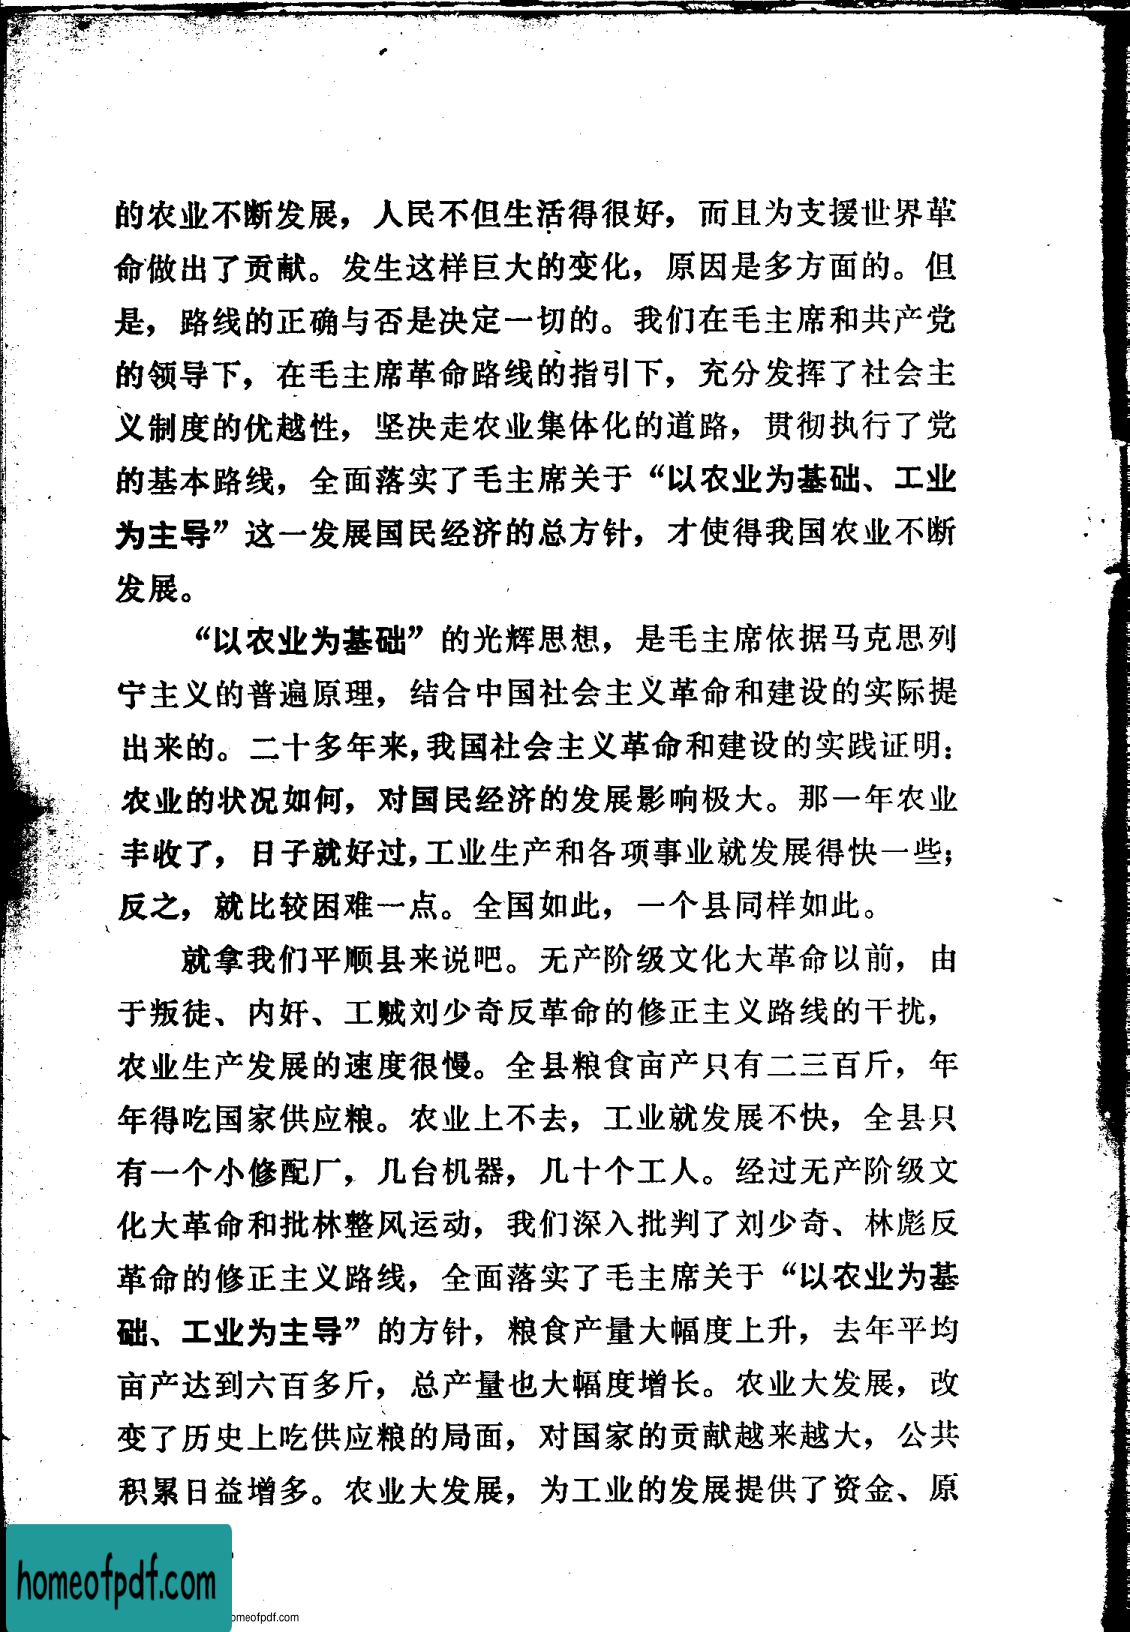 的农业不断发展，人民不但生活得很好，而且为支援世界革
命做出了贡献。发生这样巨大的变化，原因是多方面的。但
是，路线的正确与否是决定一切的。我们在毛主席和共产党
的领导下，在毛主席革命路线的指引下，充分发挥了社会主
义制度的优越性，坚决走农业集体化的道路，贯彻执行了党
的基本路线，全面落实了毛主席关于“以农业为基础、工业
为主导”这一发展国民经济的总方针，才使得我国农业不断
发展。
“以农业为基础”的光辉思想，是毛主席依据马克思列
宁主义的普遍原理，结合中国社会主义革命和建设的实际提
出来的。二十多年来，我国社会主义革命和建设的实践证明：
农业的状况如何，对国民经济的发展影响极大。那一年农业
丰收了，日子就好过，工业生产和各项事业就发展得快一些；
反之，就比较困难一点。全国如此，一个县同样如此。
就拿我们平顺县来说吧。无产阶级文化大革命以前，由
于叛徒、内奸、工贼刘少奇反革命的修正主义路线的干扰，
农业生产发展的速度很慢。全县粮食亩产只有二三百斤，年
年得吃国家供应粮。农业上不去，工业就发展不快，全县只
有一个小修配厂，几台机器，几十个工人。经过无产阶级文
化大革命和批林整风运动，我们深入批判了刘少奇、林彪反
革命的修正主义路线，全面落实了毛主席关于“以农业为基
础、工业为主导”的方针，粮食产量大幅度上升，去年平均
亩产达到六百多斤，总产量也大幅度增长。农业大发展，改
变了历史上吃供应粮的局面，对国家的贡献越来越大，公共
积累日益增多。农业大发展，为工业的发展提供了资金、原
homeofpdf.com
omeofpdf.com